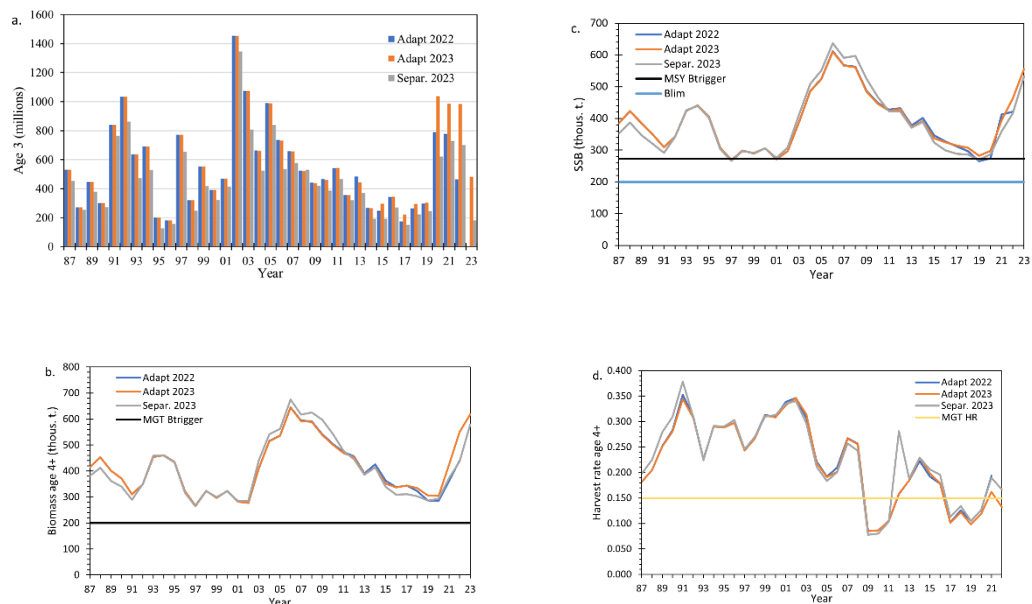 a.
1600
1400
1200
1000
800
600
400
200
0
Age 3 (millions)
Adapt 2022
Adapt 2023
Separ. 2023
87 89 91 93 95 97 99 01 03 05 07 09 11 13 15 17 19 21 23
Year
c.
700
600
500
400
300
200
100
0
SSB (thous. t.)
Adapt 2022
Adapt 2023
Separ. 2023
MSY Btrigger
Blim
87 89 91 93 95 97 99 01 03 05 07 09 11 13 15 17 19 21 23
Year
b.
800
700
600
500
400
300
200
100
0
Biomass age 4+ (thous. t.)
Adapt 2022
Adapt 2023
Separ. 2023
MGT Btrigger
87 89 91 93 95 97 99 01 03 05 07 09 11 13 15 17 19 21 23
Year
d.
0.400
0.350
0.300
0.250
0.200
0.150
0.100
0.050
0.000
Harvest rate age 4+
Adapt 2022
Adapt 2023
Separ. 2023
MGT HR
87 89 91 93 95 97 99 01 03 05 07 09 11 13 15 17 19 21
Year